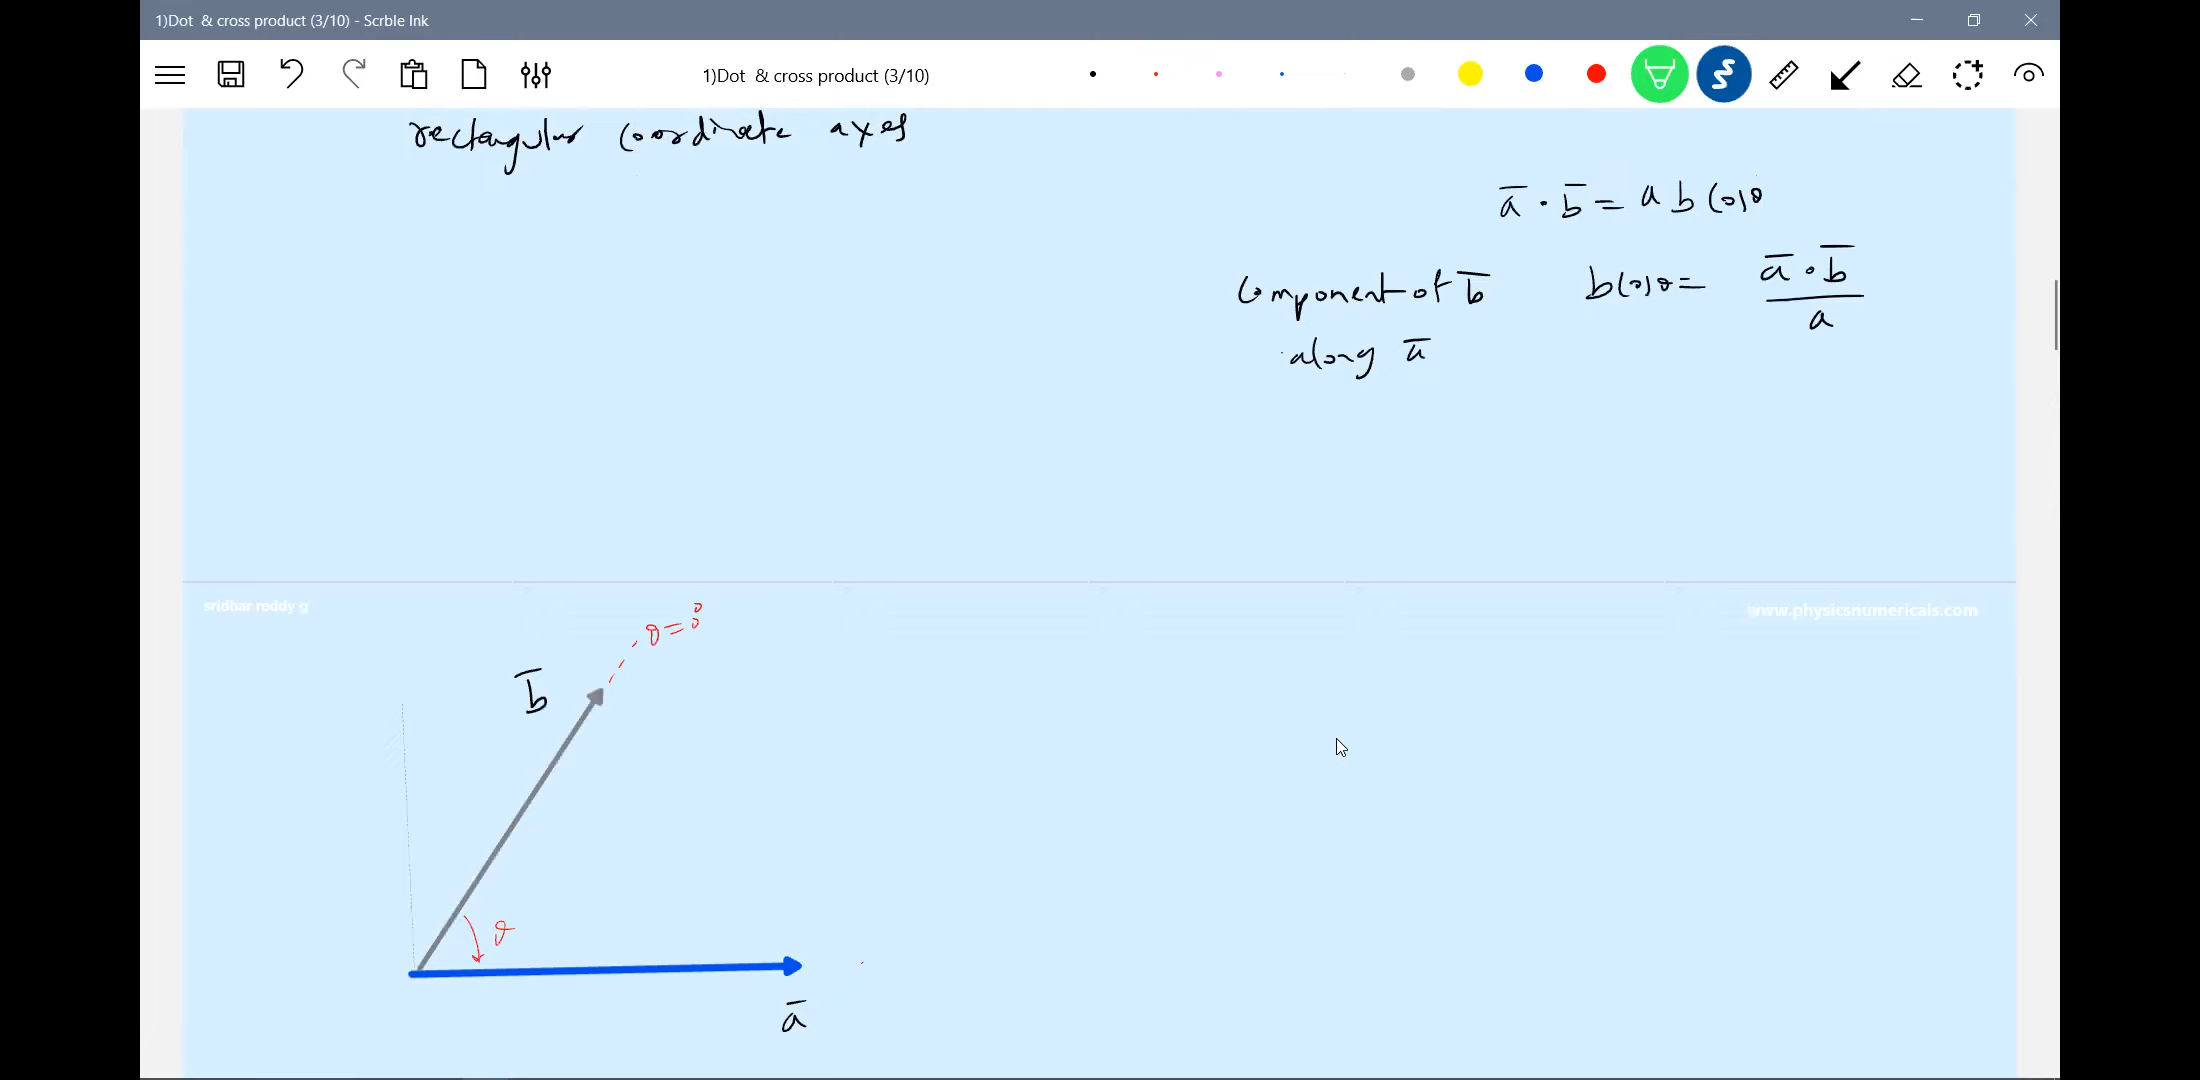 1)Dot & cross product (3/10) - Scrble Ink
1)Dot & cross product (3/10)
rectangular coordinate axes
a̅ · b̅ = a b cosθ
component of b̅ b cosθ = a̅ · b̅ / a
along a̅
sridhar reddy g
www.physicsnumericals.com
θ = 0°
b̅
θ
a̅